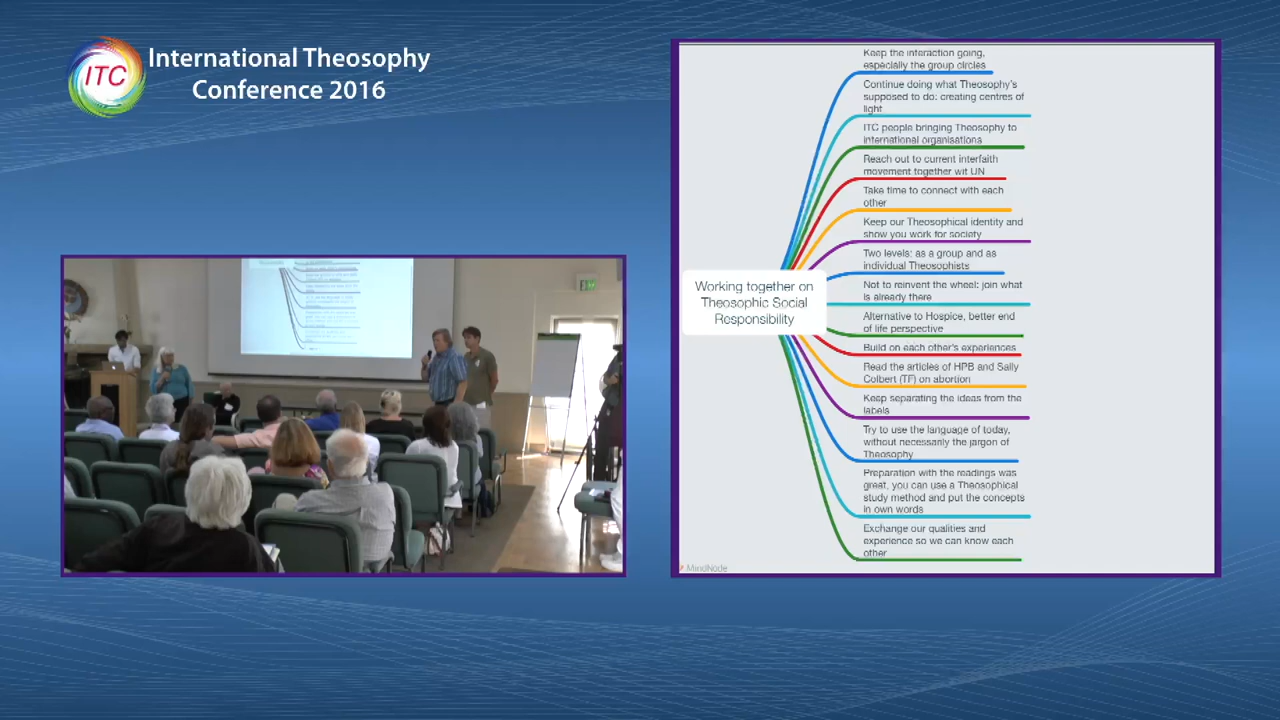 ITC
International Theosophy
Conference 2016
Working together on
Theosophic Social
Responsibility
Keep the interaction going,
especially the group circles
Continue doing what Theosophy's
supposed to do: creating centres of
light
ITC people bringing Theosophy to
international organisations
Reach out to current interfaith
movement together wit UN
Take time to connect with each
other
Keep our Theosophical identity and
show you work for society
Two levels: as a group and as
individual Theosophists
Not to reinvent the wheel: join what
is already there
Alternative to Hospice, better end
of life perspective
Build on each other's experiences
Read the articles of HPB and Sally
Colbert (TF) on abortion
Keep separating the ideas from the
labels
Try to use the language of today,
without necessarily the jargon of
Theosophy
Preparation with the readings was
great, you can use a Theosophical
study method and put the concepts
in own words
Exchange our qualities and
experience so we can know each
other
MindNode